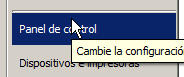 Panel de control
Cambie la configuració
Dispositivos e impresoras